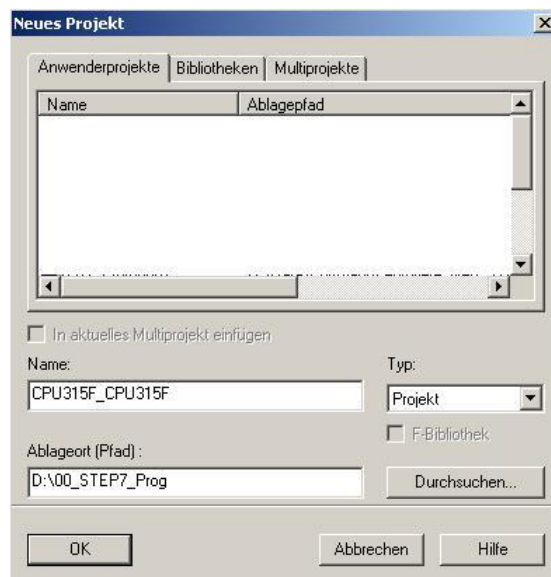 Neues Projekt
Anwenderprojekte Bibliotheken Multiprojekte
Name Ablagepfad
In aktuelles Multiprojekt einfügen
Name: Typ:
CPU315F_CPU315F Projekt
F-Bibliothek
Ablageort (Pfad) :
D:\00_STEP7_Prog Durchsuchen...
OK Abbrechen Hilfe